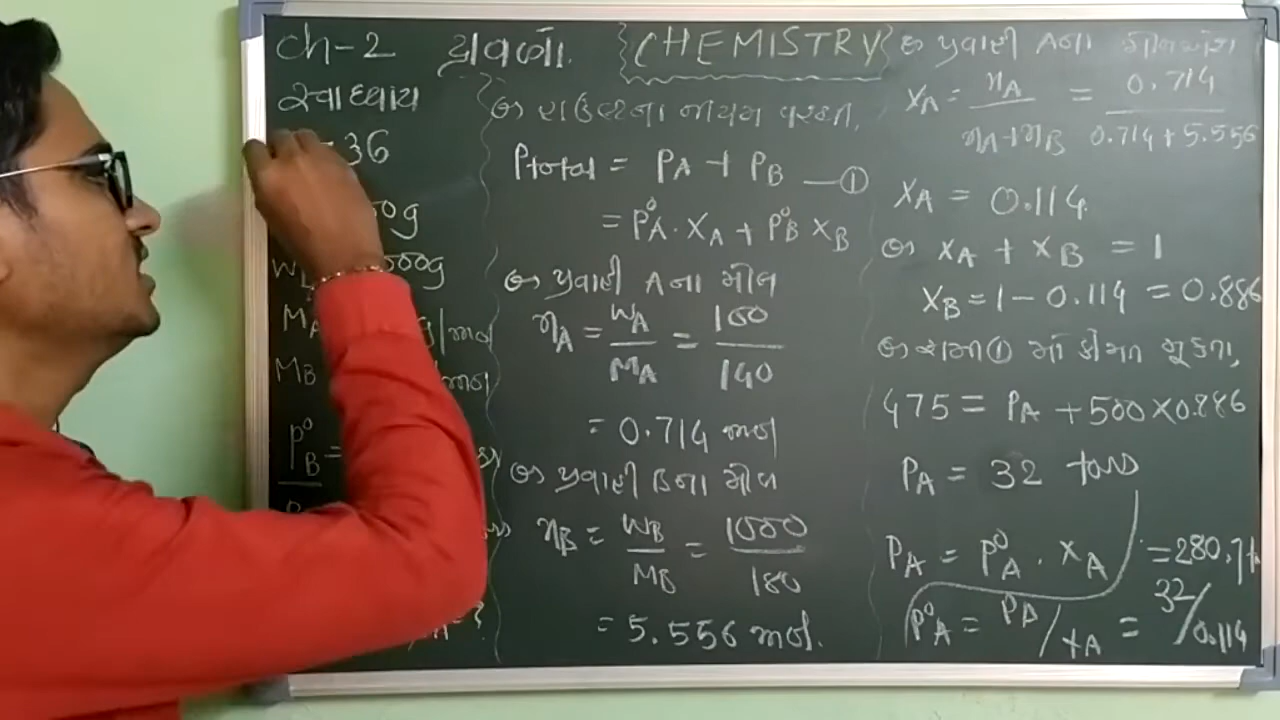 Ch-2 દ્રાવણો.
સ્વાધ્યાય
36
{CHEMISTRY}
રાઉલ્ટના નિયમ પરથી,
Ptotal = PA + PB —①
= P°A · XA + P°B XB
પ્રવાહી Aના મોલ
nA = WA/MA = 100/140
= 0.714 mol
પ્રવાહી Bના મોલ
nB = WB/MB = 1000/180
= 5.556 mol.
પ્રવાહી Aના મોલઅંશ
XA = nA/nA+nB = 0.714/0.714+5.556
XA = 0.114
XA + XB = 1
XB = 1 - 0.114 = 0.886
① માં કીંમત મૂકતા,
475 = PA + 500×0.886
PA = 32 torr
PA = P°A · XA
P°A = PA/XA = 32/0.114
=280.7t